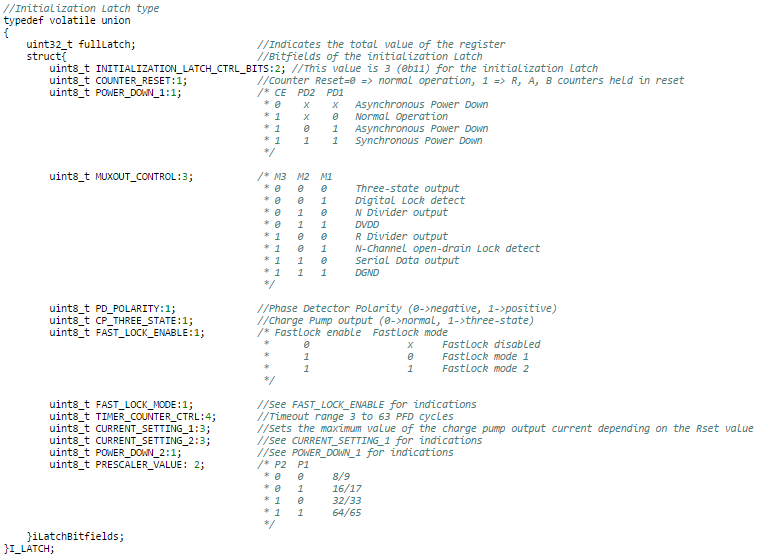 //Initialization Latch type
typedef volatile union
{
    uint32_t fullLatch;                    //Indicates the total value of the register
    struct{                                //Bitfields of the initialization Latch
        uint8_t INITIALIZATION_LATCH_CTRL_BITS:2; //This value is 3 (0b11) for the initialization latch
        uint8_t COUNTER_RESET:1;           //Counter Reset=0 => normal operation, 1 => R, A, B counters held in reset
        uint8_t POWER_DOWN_1:1;            /* CE  PD2  PD1
                                            * 0    x    x   Asynchronous Power Down
                                            * 1    x    0   Normal Operation
                                            * 1    0    1   Asynchronous Power Down
                                            * 1    1    1   Synchronous Power Down
                                            */
        uint8_t MUXOUT_CONTROL:3;          /* M3  M2  M1
                                            * 0   0   0     Three-state output
                                            * 0   0   1     Digital Lock detect
                                            * 0   1   0     N Divider output
                                            * 0   1   1     DVDD
                                            * 1   0   0     R Divider output
                                            * 1   0   1     N-Channel open-drain Lock detect
                                            * 1   1   0     Serial Data output
                                            * 1   1   1     DGND
                                            */
        uint8_t PD_POLARITY:1;             //Phase Detector Polarity (0->negative, 1->positive)
        uint8_t CP_THREE_STATE:1;          //Charge Pump output (0->normal, 1->three-state)
        uint8_t FAST_LOCK_ENABLE:1;        /* Fastlock enable  Fastlock mode
                                            *      0                x     Fastlock disabled
                                            *      1                0     Fastlock mode 1
                                            *      1                1     Fastlock mode 2
                                            */
        uint8_t FAST_LOCK_MODE:1;          //See FAST_LOCK_ENABLE for indications
        uint8_t TIMER_COUNTER_CTRL:4;      //Timeout range 3 to 63 PFD cycles
        uint8_t CURRENT_SETTING_1:3;       //Sets the maximum value of the charge pump output current depending on the Rset value
        uint8_t CURRENT_SETTING_2:3;       //See CURRENT_SETTING_1 for indications
        uint8_t POWER_DOWN_2:1;            //See POWER_DOWN_1 for indications
        uint8_t PRESCALER_VALUE: 2;        /* P2  P1
                                            * 0   0     8/9
                                            * 0   1     16/17
                                            * 1   0     32/33
                                            * 1   1     64/65
                                            */
    }iLatchBitfields;
}I_LATCH;